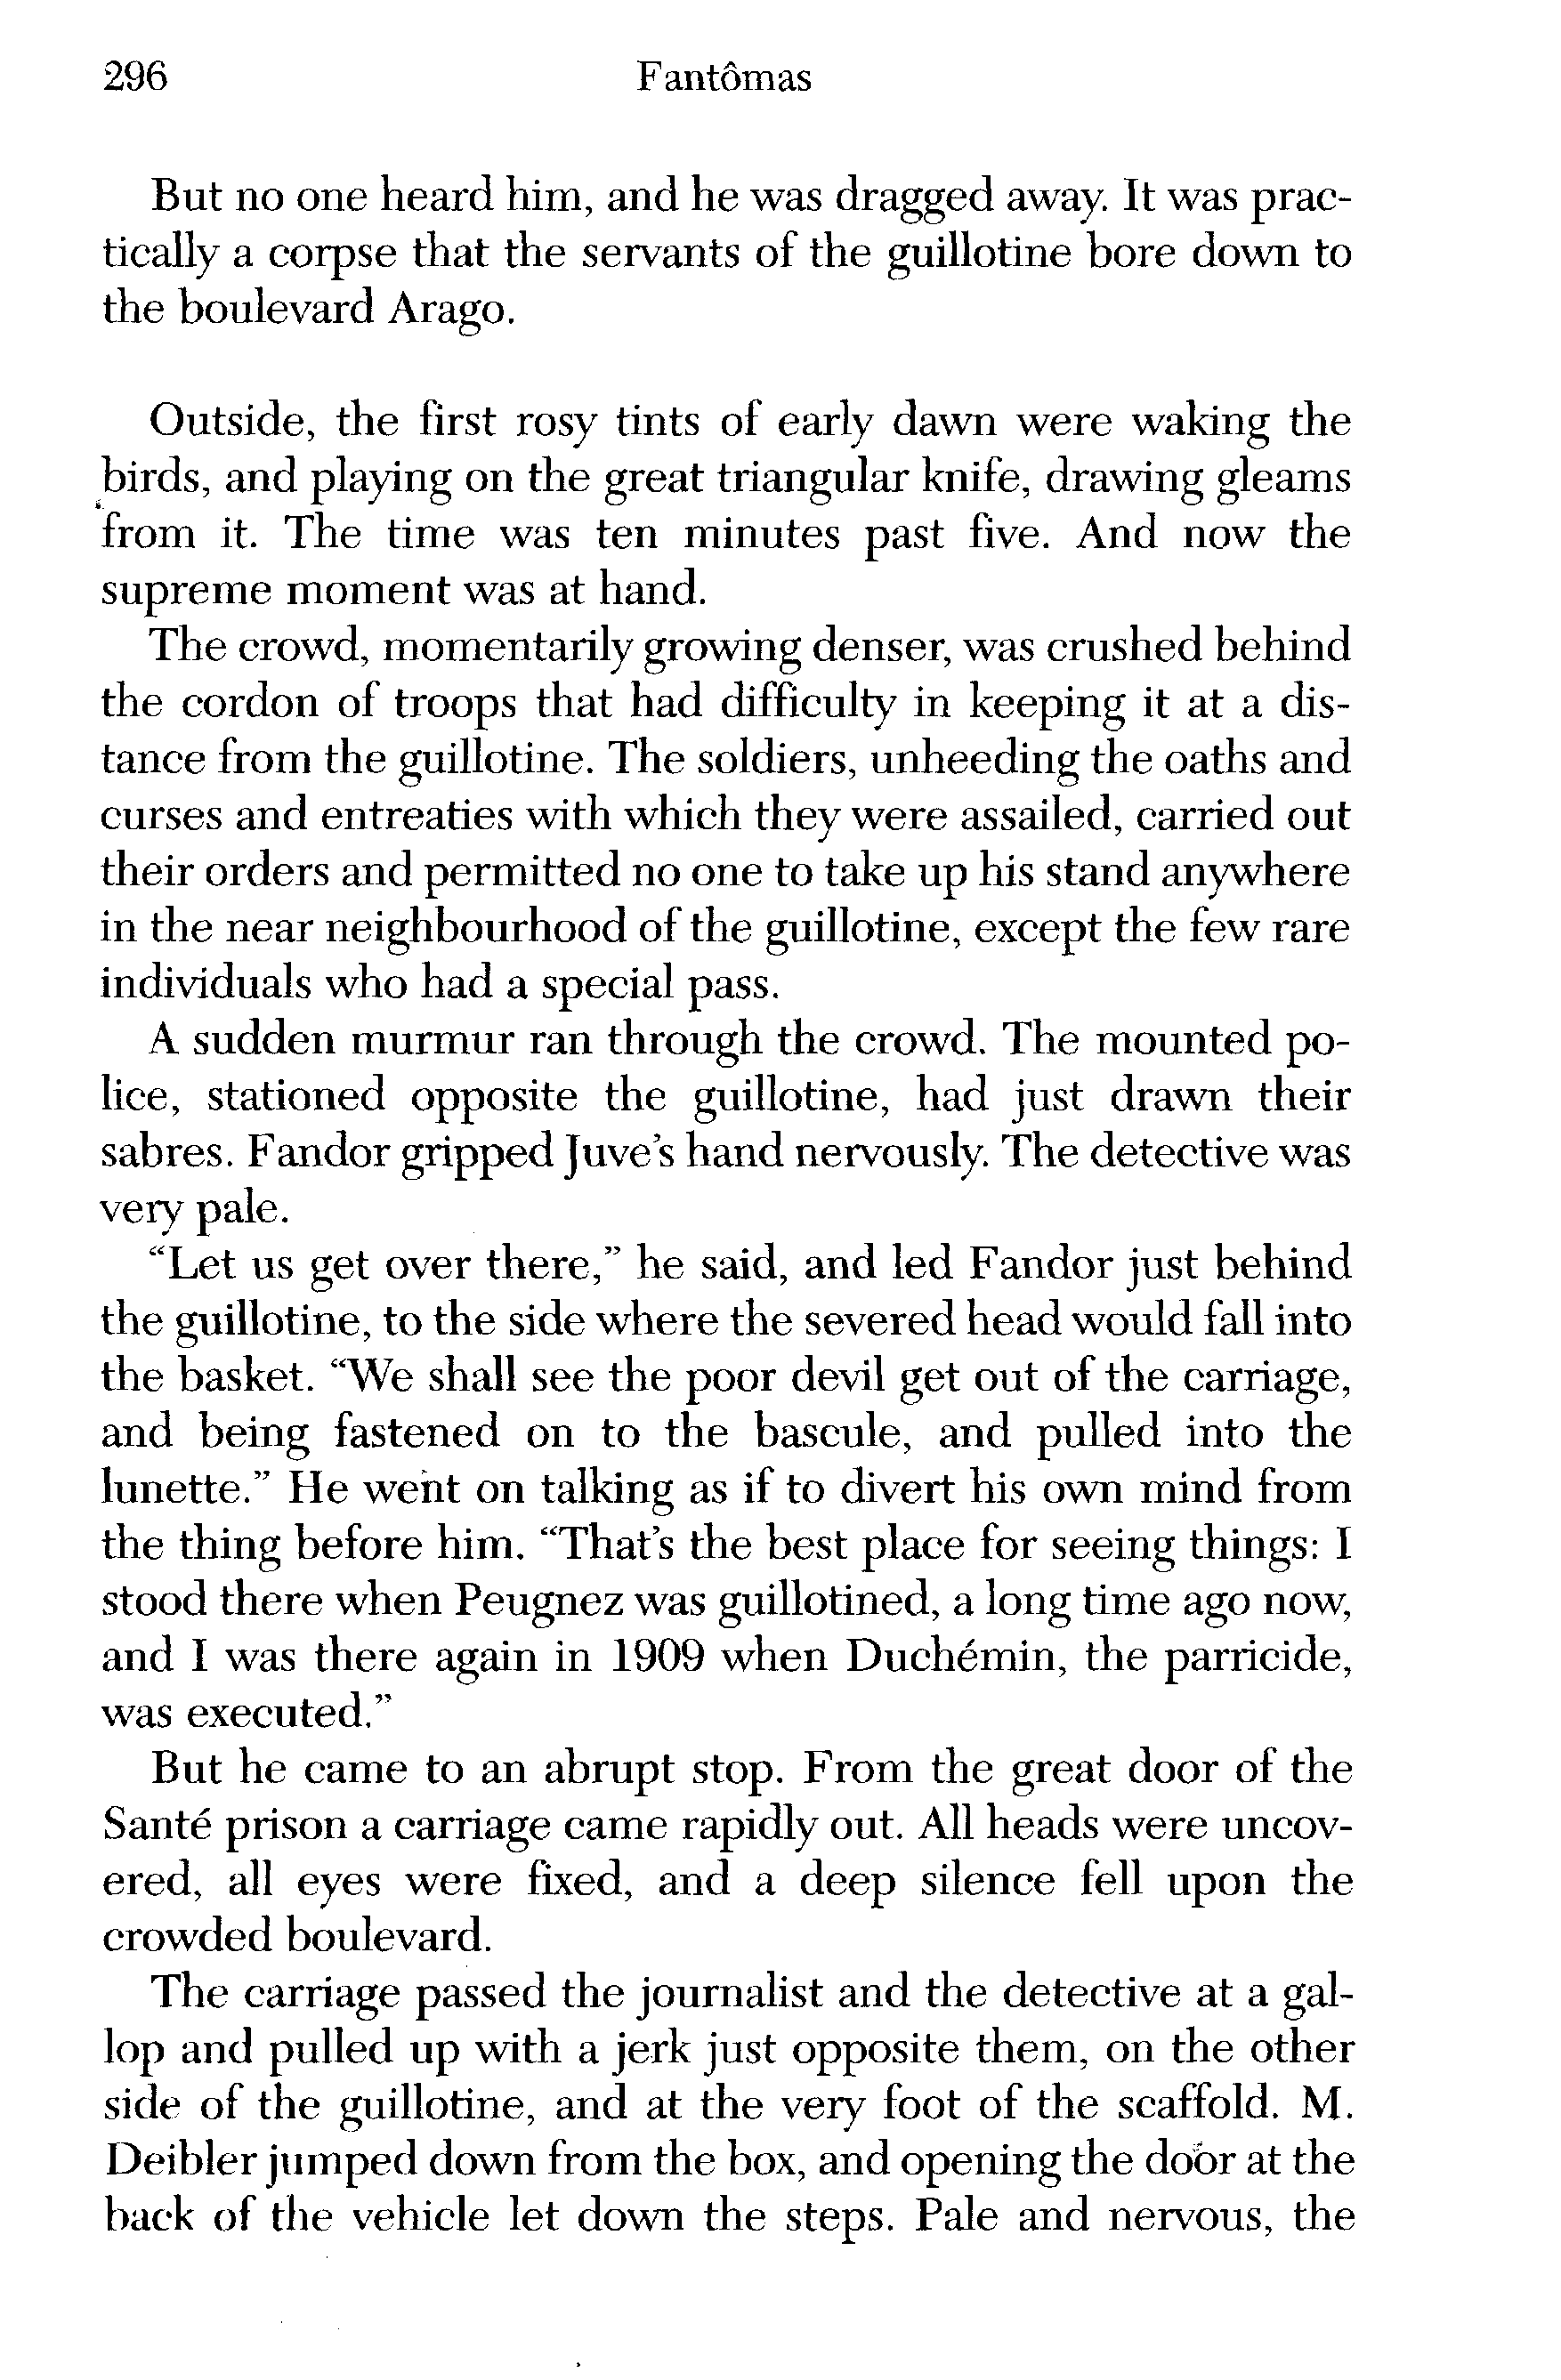 296 Fantômas
But no one heard him, and he was dragged away. It was prac-
tically a corpse that the servants of the guillotine bore down to
the boulevard Arago.
Outside, the first rosy tints of early dawn were waking the
birds, and playing on the great triangular knife, drawing gleams
from it. The time was ten minutes past five. And now the
supreme moment was at hand.
The crowd, momentarily growing denser, was crushed behind
the cordon of troops that had difficulty in keeping it at a dis-
tance from the guillotine. The soldiers, unheeding the oaths and
curses and entreaties with which they were assailed, carried out
their orders and permitted no one to take up his stand anywhere
in the near neighbourhood of the guillotine, except the few rare
individuals who had a special pass.
A sudden murmur ran through the crowd. The mounted po-
lice, stationed opposite the guillotine, had just drawn their
sabres. Fandor gripped Juve's hand nervously. The detective was
very pale.
“Let us get over there,” he said, and led Fandor just behind
the guillotine, to the side where the severed head would fall into
the basket. “We shall see the poor devil get out of the carriage,
and being fastened on to the bascule, and pulled into the
lunette.” He went on talking as if to divert his own mind from
the thing before him. “That's the best place for seeing things: I
stood there when Peugnez was guillotined, a long time ago now,
and I was there again in 1909 when Duchémin, the parricide,
was executed.”
But he came to an abrupt stop. From the great door of the
Santé prison a carriage came rapidly out. All heads were uncov-
ered, all eyes were fixed, and a deep silence fell upon the
crowded boulevard.
The carriage passed the journalist and the detective at a gal-
lop and pulled up with a jerk just opposite them, on the other
side of the guillotine, and at the very foot of the scaffold. M.
Deibler jumped down from the box, and opening the door at the
back of the vehicle let down the steps. Pale and nervous, the